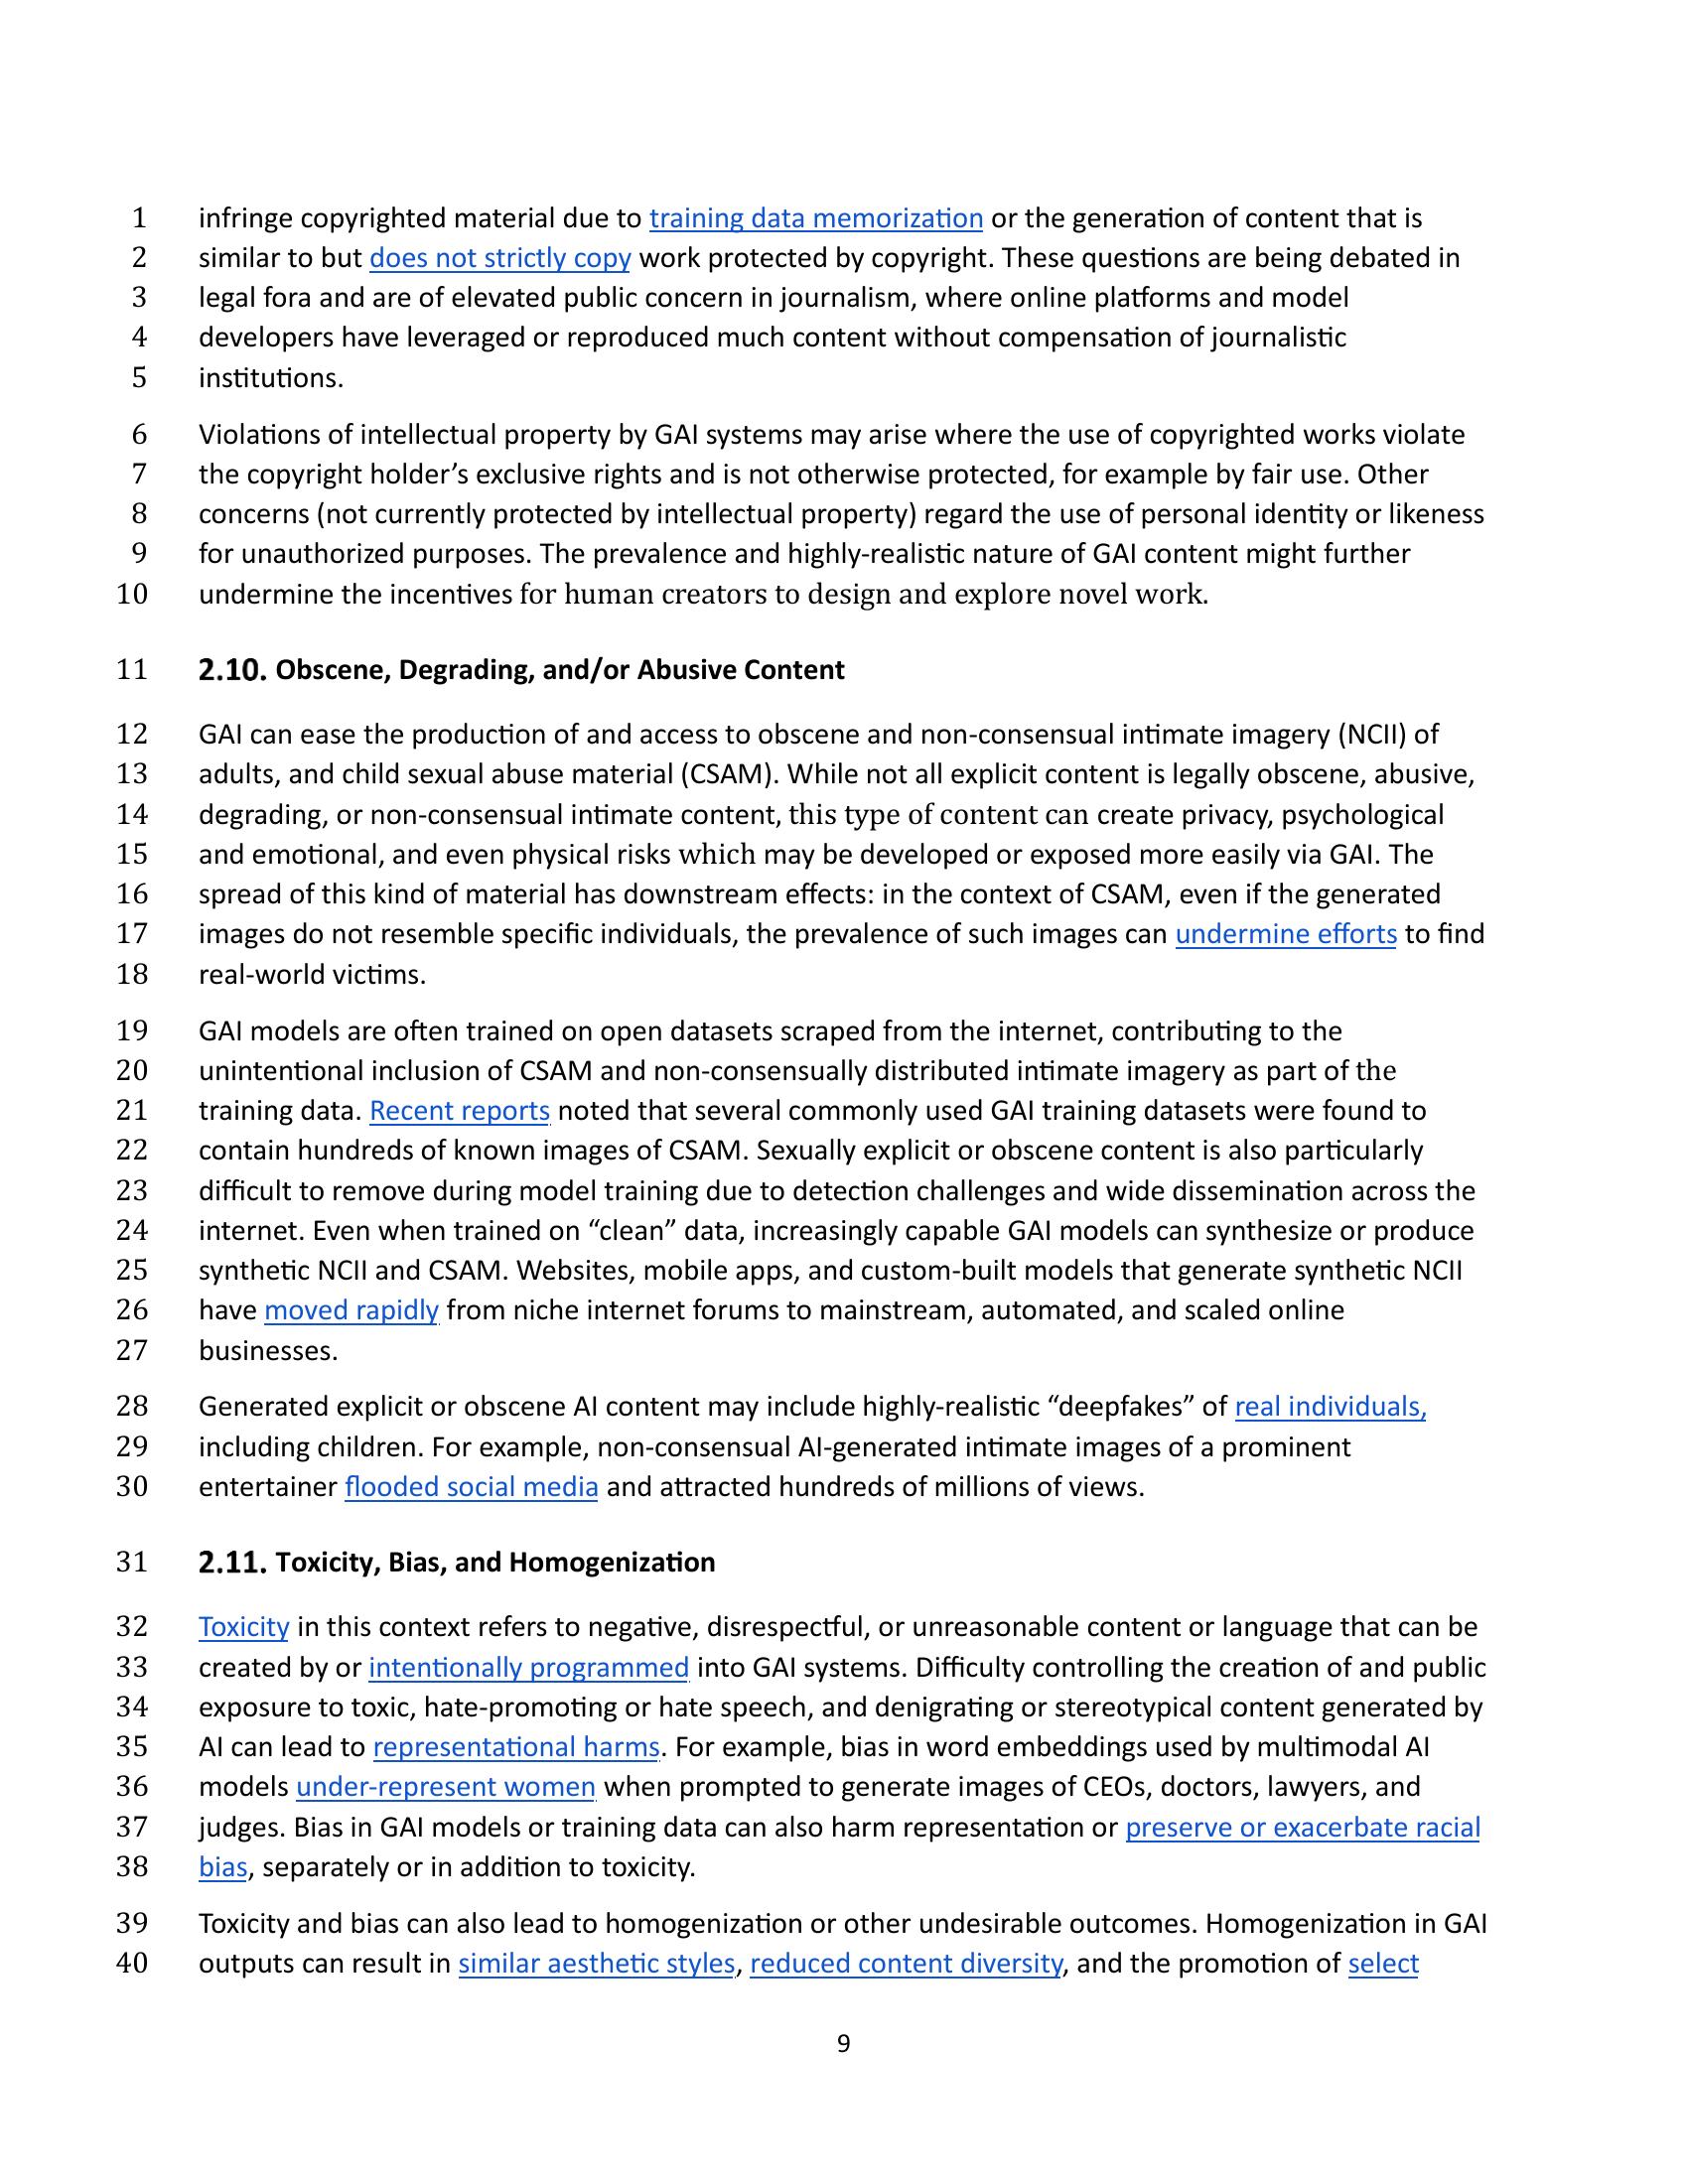 1 infringe copyrighted material due to training data memorization or the generation of content that is
2 similar to but does not strictly copy work protected by copyright. These questions are being debated in
3 legal fora and are of elevated public concern in journalism, where online platforms and model
4 developers have leveraged or reproduced much content without compensation of journalistic
5 institutions.
6 Violations of intellectual property by GAI systems may arise where the use of copyrighted works violate
7 the copyright holder’s exclusive rights and is not otherwise protected, for example by fair use. Other
8 concerns (not currently protected by intellectual property) regard the use of personal identity or likeness
9 for unauthorized purposes. The prevalence and highly-realistic nature of GAI content might further
10 undermine the incentives for human creators to design and explore novel work.
11 2.10. Obscene, Degrading, and/or Abusive Content
12 GAI can ease the production of and access to obscene and non-consensual intimate imagery (NCII) of
13 adults, and child sexual abuse material (CSAM). While not all explicit content is legally obscene, abusive,
14 degrading, or non-consensual intimate content, this type of content can create privacy, psychological
15 and emotional, and even physical risks which may be developed or exposed more easily via GAI. The
16 spread of this kind of material has downstream effects: in the context of CSAM, even if the generated
17 images do not resemble specific individuals, the prevalence of such images can undermine efforts to find
18 real-world victims.
19 GAI models are often trained on open datasets scraped from the internet, contributing to the
20 unintentional inclusion of CSAM and non-consensually distributed intimate imagery as part of the
21 training data. Recent reports noted that several commonly used GAI training datasets were found to
22 contain hundreds of known images of CSAM. Sexually explicit or obscene content is also particularly
23 difficult to remove during model training due to detection challenges and wide dissemination across the
24 internet. Even when trained on “clean” data, increasingly capable GAI models can synthesize or produce
25 synthetic NCII and CSAM. Websites, mobile apps, and custom-built models that generate synthetic NCII
26 have moved rapidly from niche internet forums to mainstream, automated, and scaled online
27 businesses.
28 Generated explicit or obscene AI content may include highly-realistic “deepfakes” of real individuals,
29 including children. For example, non-consensual AI-generated intimate images of a prominent
30 entertainer flooded social media and attracted hundreds of millions of views.
31 2.11. Toxicity, Bias, and Homogenization
32 Toxicity in this context refers to negative, disrespectful, or unreasonable content or language that can be
33 created by or intentionally programmed into GAI systems. Difficulty controlling the creation of and public
34 exposure to toxic, hate-promoting or hate speech, and denigrating or stereotypical content generated by
35 AI can lead to representational harms. For example, bias in word embeddings used by multimodal AI
36 models under-represent women when prompted to generate images of CEOs, doctors, lawyers, and
37 judges. Bias in GAI models or training data can also harm representation or preserve or exacerbate racial
38 bias, separately or in addition to toxicity.
39 Toxicity and bias can also lead to homogenization or other undesirable outcomes. Homogenization in GAI
40 outputs can result in similar aesthetic styles, reduced content diversity, and the promotion of select
9